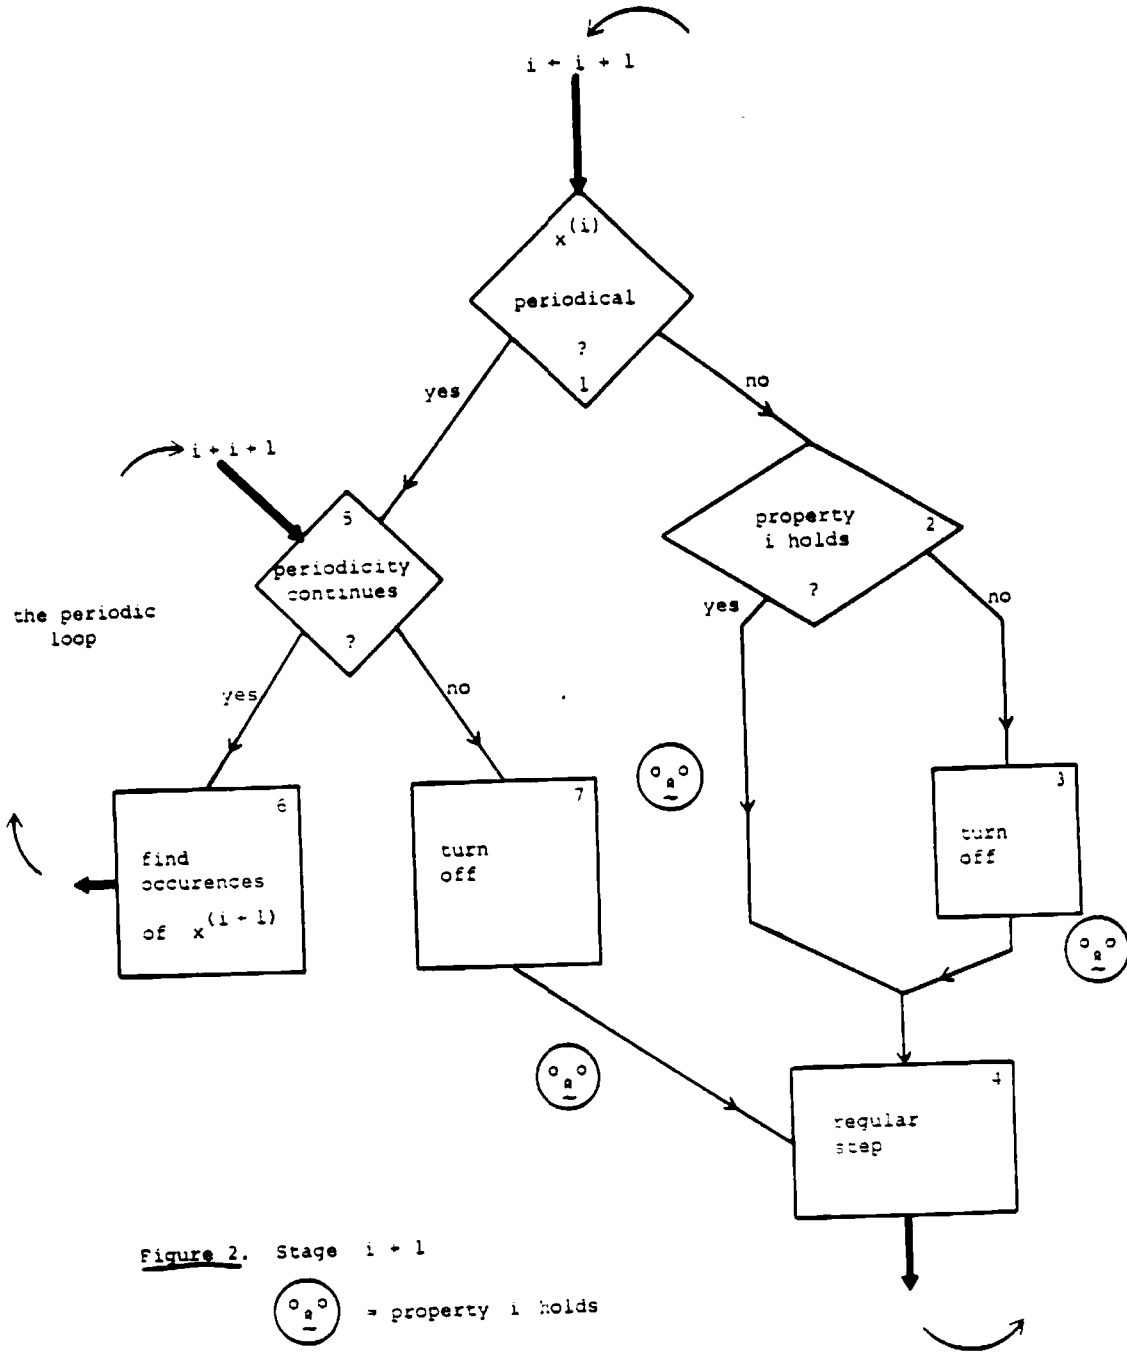 i ← i + 1
x^(i)
periodical
?
1
yes
no
i ← i + 1
5
periodicity
continues
?
property
i holds
2
?
the periodic
loop
yes
no
yes
no
6
find
occurences
of x^(i + 1)
7
turn
off
3
turn
off
4
regular
step
Figure 2. Stage i + 1
= property i holds